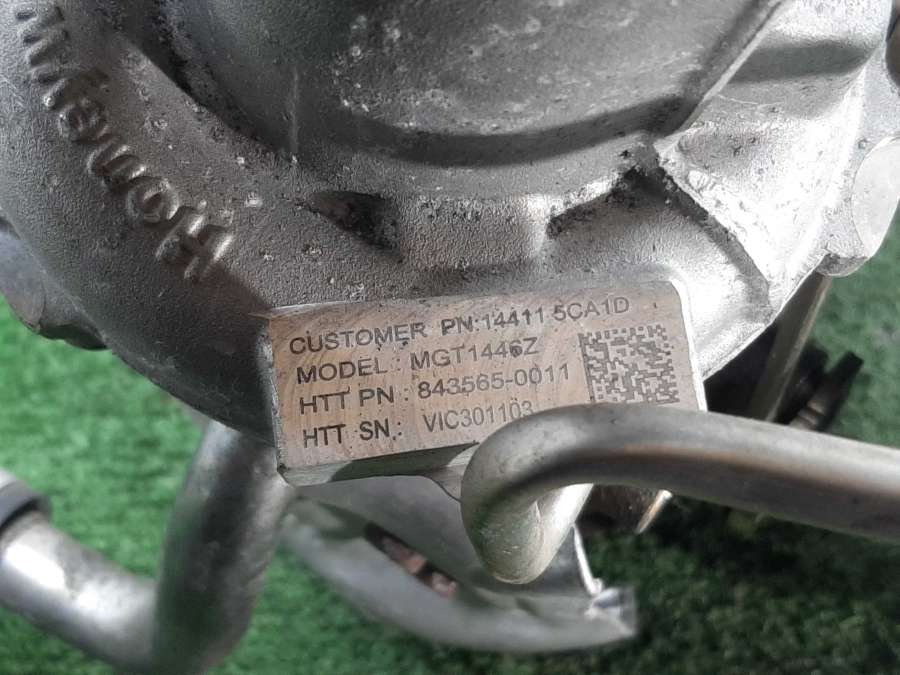 Honeywell
CUSTOMER PN:14411 5CA1D
MODEL : MGT1446Z
HTT PN : 843565-0011
HTT SN. : VIC301103